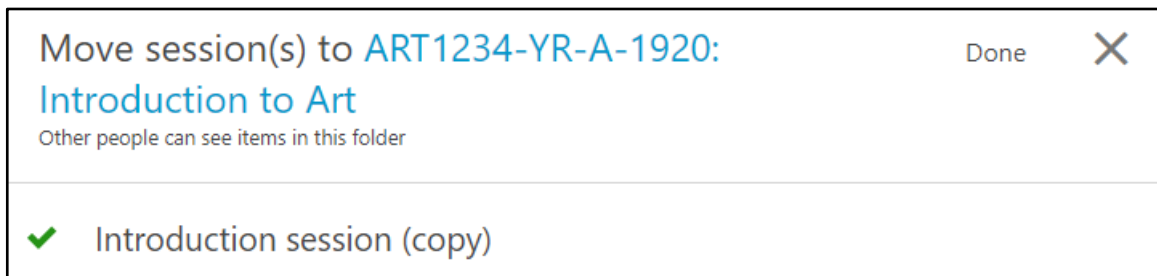 Move session(s) to ART1234-YR-A-1920:
Done
Introduction to Art
Other people can see items in this folder
Introduction session (copy)